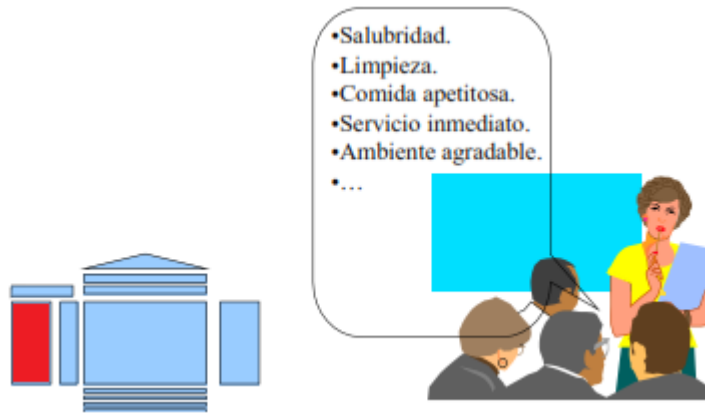 •Salubridad.
•Limpieza.
•Comida apetitosa.
•Servicio inmediato.
•Ambiente agradable.
•…